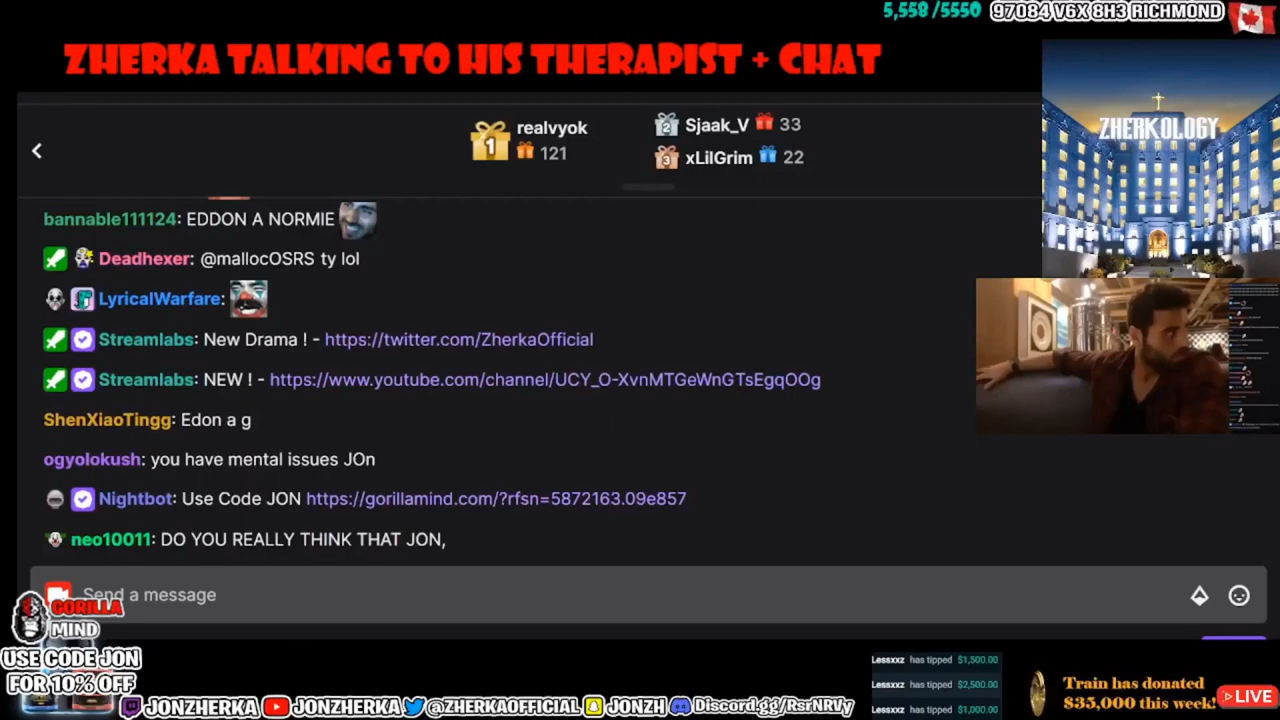 5,558 /5550
97084 V6X 8H3 RICHMOND
ZHERKA TALKING TO HIS THERAPIST + CHAT
ZHERKOLOGY
1
realvyok
121
2 Sjaak_V 33
3 xLilGrim 22
bannable111124: EDDON A NORMIE
Deadhexer: @mallocOSRS ty lol
LyricalWarfare:
Streamlabs: New Drama ! - https://twitter.com/ZherkaOfficial
Streamlabs: NEW ! - https://www.youtube.com/channel/UCY_O-XvnMTGeWnGTsEgqOOg
ShenXiaoTingg: Edon a g
ogyolokush: you have mental issues JOn
Nightbot: Use Code JON https://gorillamind.com/?rfsn=5872163.09e857
neo10011: DO YOU REALLY THINK THAT JON,
Send a message
GORILLA
MIND
USE CODE JON
FOR 10% OFF
JONZHERKA JONZHERKA @ZHERKAOFFICIAL JONZH Discord.gg/RsrNRVy
Lessxxz has tipped $1,500.00
Lessxxz has tipped $2,500.00
Lessxxz has tipped $1,000.00
Train has donated
$35,000 this week!
LIVE